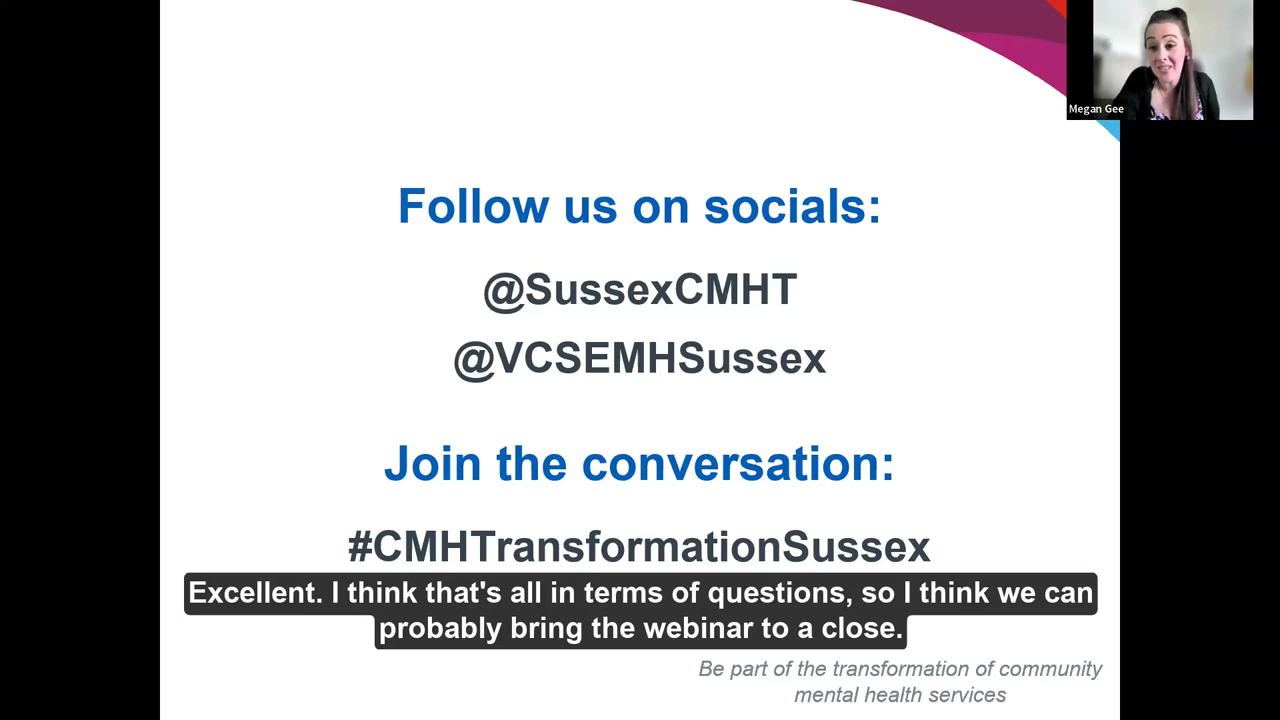 Megan Gee
Follow us on socials:
@SussexCMHT
@VCSEMHSussex
Join the conversation:
#CMHTransformationSussex
Excellent. I think that's all in terms of questions, so I think we can
probably bring the webinar to a close.
Be part of the transformation of community
mental health services